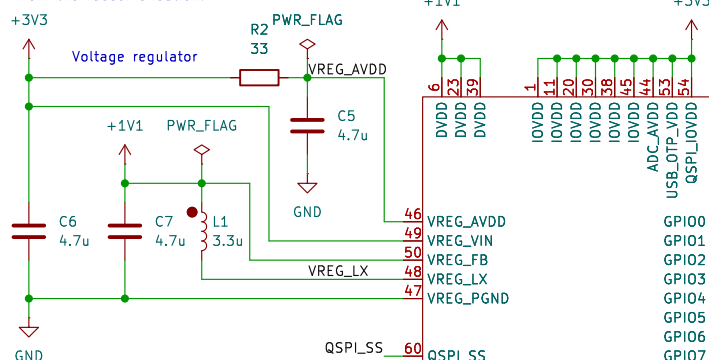 +3V3
Voltage regulator
R2
33
PWR_FLAG
VREG_AVDD
C5
4.7u
GND
+1V1
PWR_FLAG
C6
4.7u
C7
4.7u
L1
3.3u
VREG_LX
GND
+1V1
+3V3
6
23
39
1
11
20
30
38
45
44
53
54
DVDD
DVDD
DVDD
IOVDD
IOVDD
IOVDD
IOVDD
IOVDD
IOVDD
ADC_AVDD
USB_OTP_VDD
QSPI_IOVDD
46 VREG_AVDD
49 VREG_VIN
50 VREG_FB
48 VREG_LX
47 VREG_PGND
QSPI_SS 60 QSPI_SS
GPIO0
GPIO1
GPIO2
GPIO3
GPIO4
GPIO5
GPIO6
GPIO7